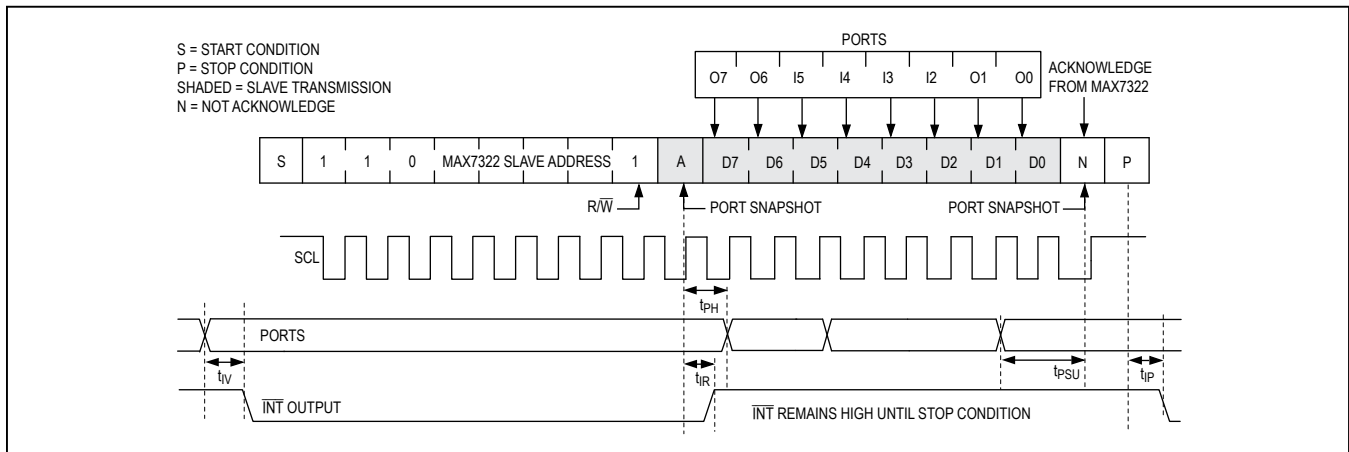 S = START CONDITION
P = STOP CONDITION
SHADED = SLAVE TRANSMISSION
N = NOT ACKNOWLEDGE
PORTS
O7 O6 I5 I4 I3 I2 O1 O0
ACKNOWLEDGE
FROM MAX7322
S 1 1 0 MAX7322 SLAVE ADDRESS 1 A D7 D6 D5 D4 D3 D2 D1 D0 N P
R/W̅ PORT SNAPSHOT PORT SNAPSHOT
SCL
tPH
PORTS
tIV tIR tPSU tIP
I̅N̅T̅ OUTPUT I̅N̅T̅ REMAINS HIGH UNTIL STOP CONDITION